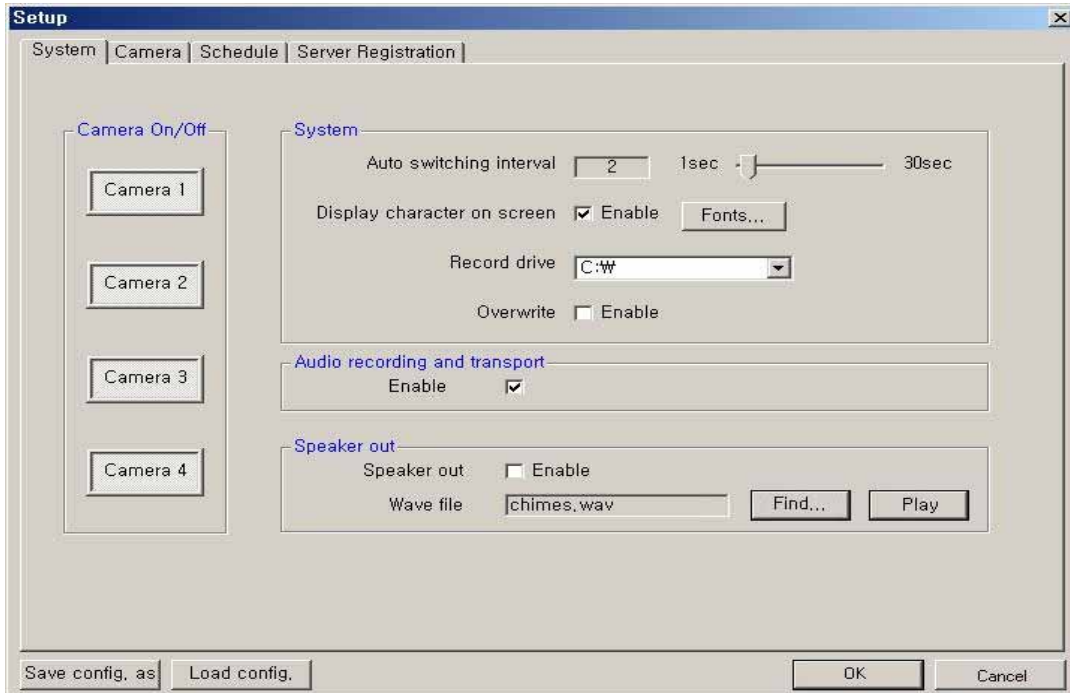 Setup
System
Camera
Schedule
Server Registration
Camera On/Off
Camera 1
Camera 2
Camera 3
Camera 4
System
Auto switching interval 2 1sec 30sec
Display character on screen Enable Fonts...
Record drive C:₩
Overwrite Enable
Audio recording and transport
Enable
Speaker out
Speaker out Enable
Wave file chimes.wav Find... Play
Save config. as Load config. OK Cancel